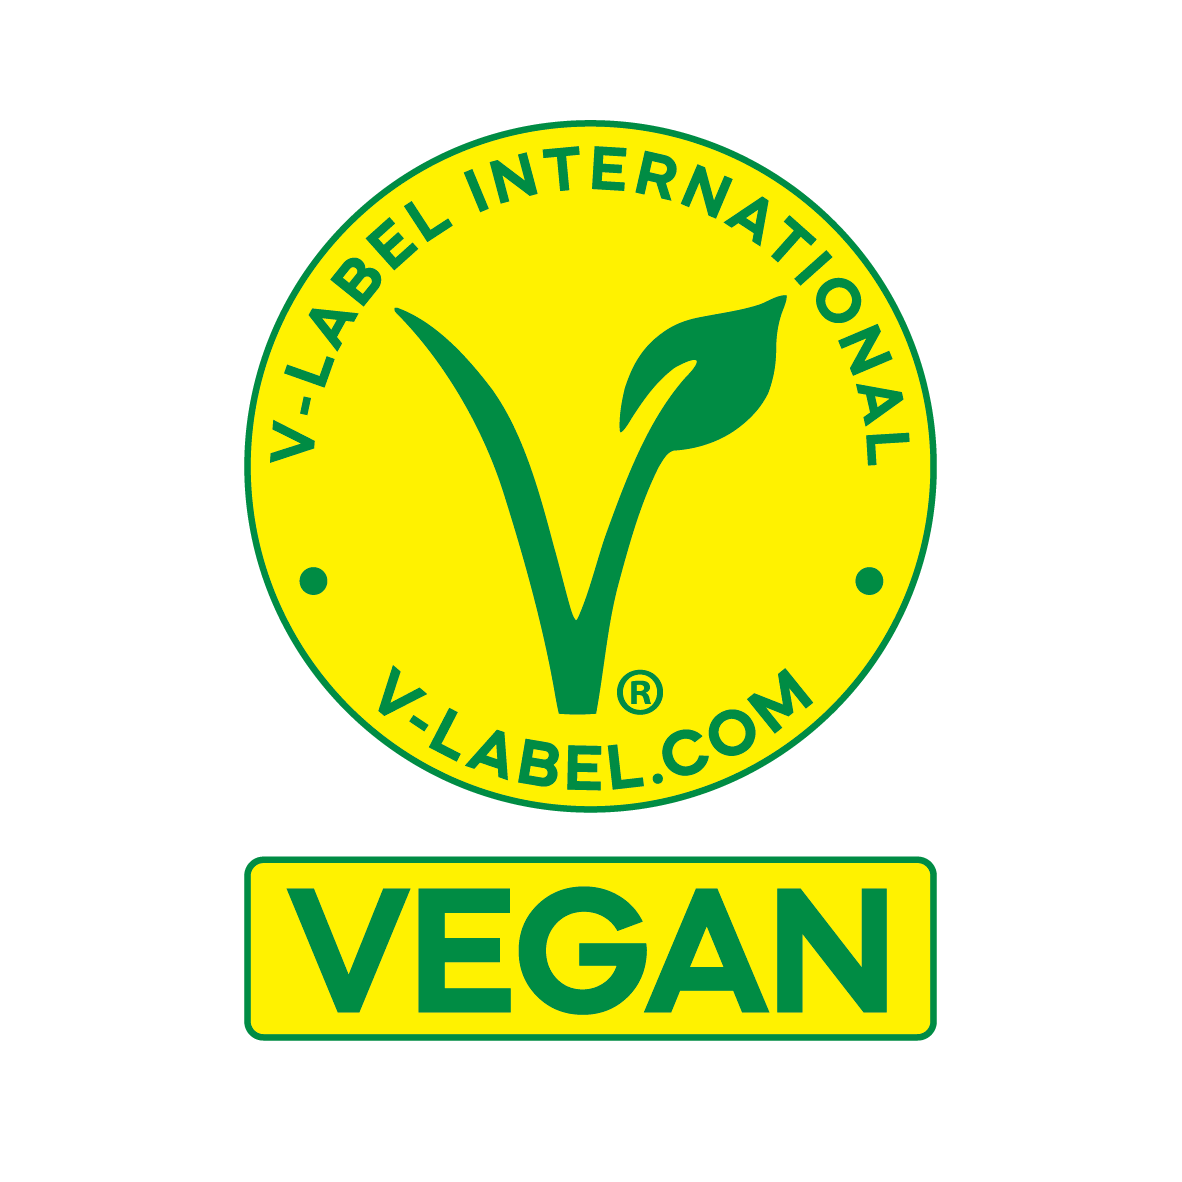 V-LABEL INTERNATIONAL
®
V-LABEL.COM
VEGAN